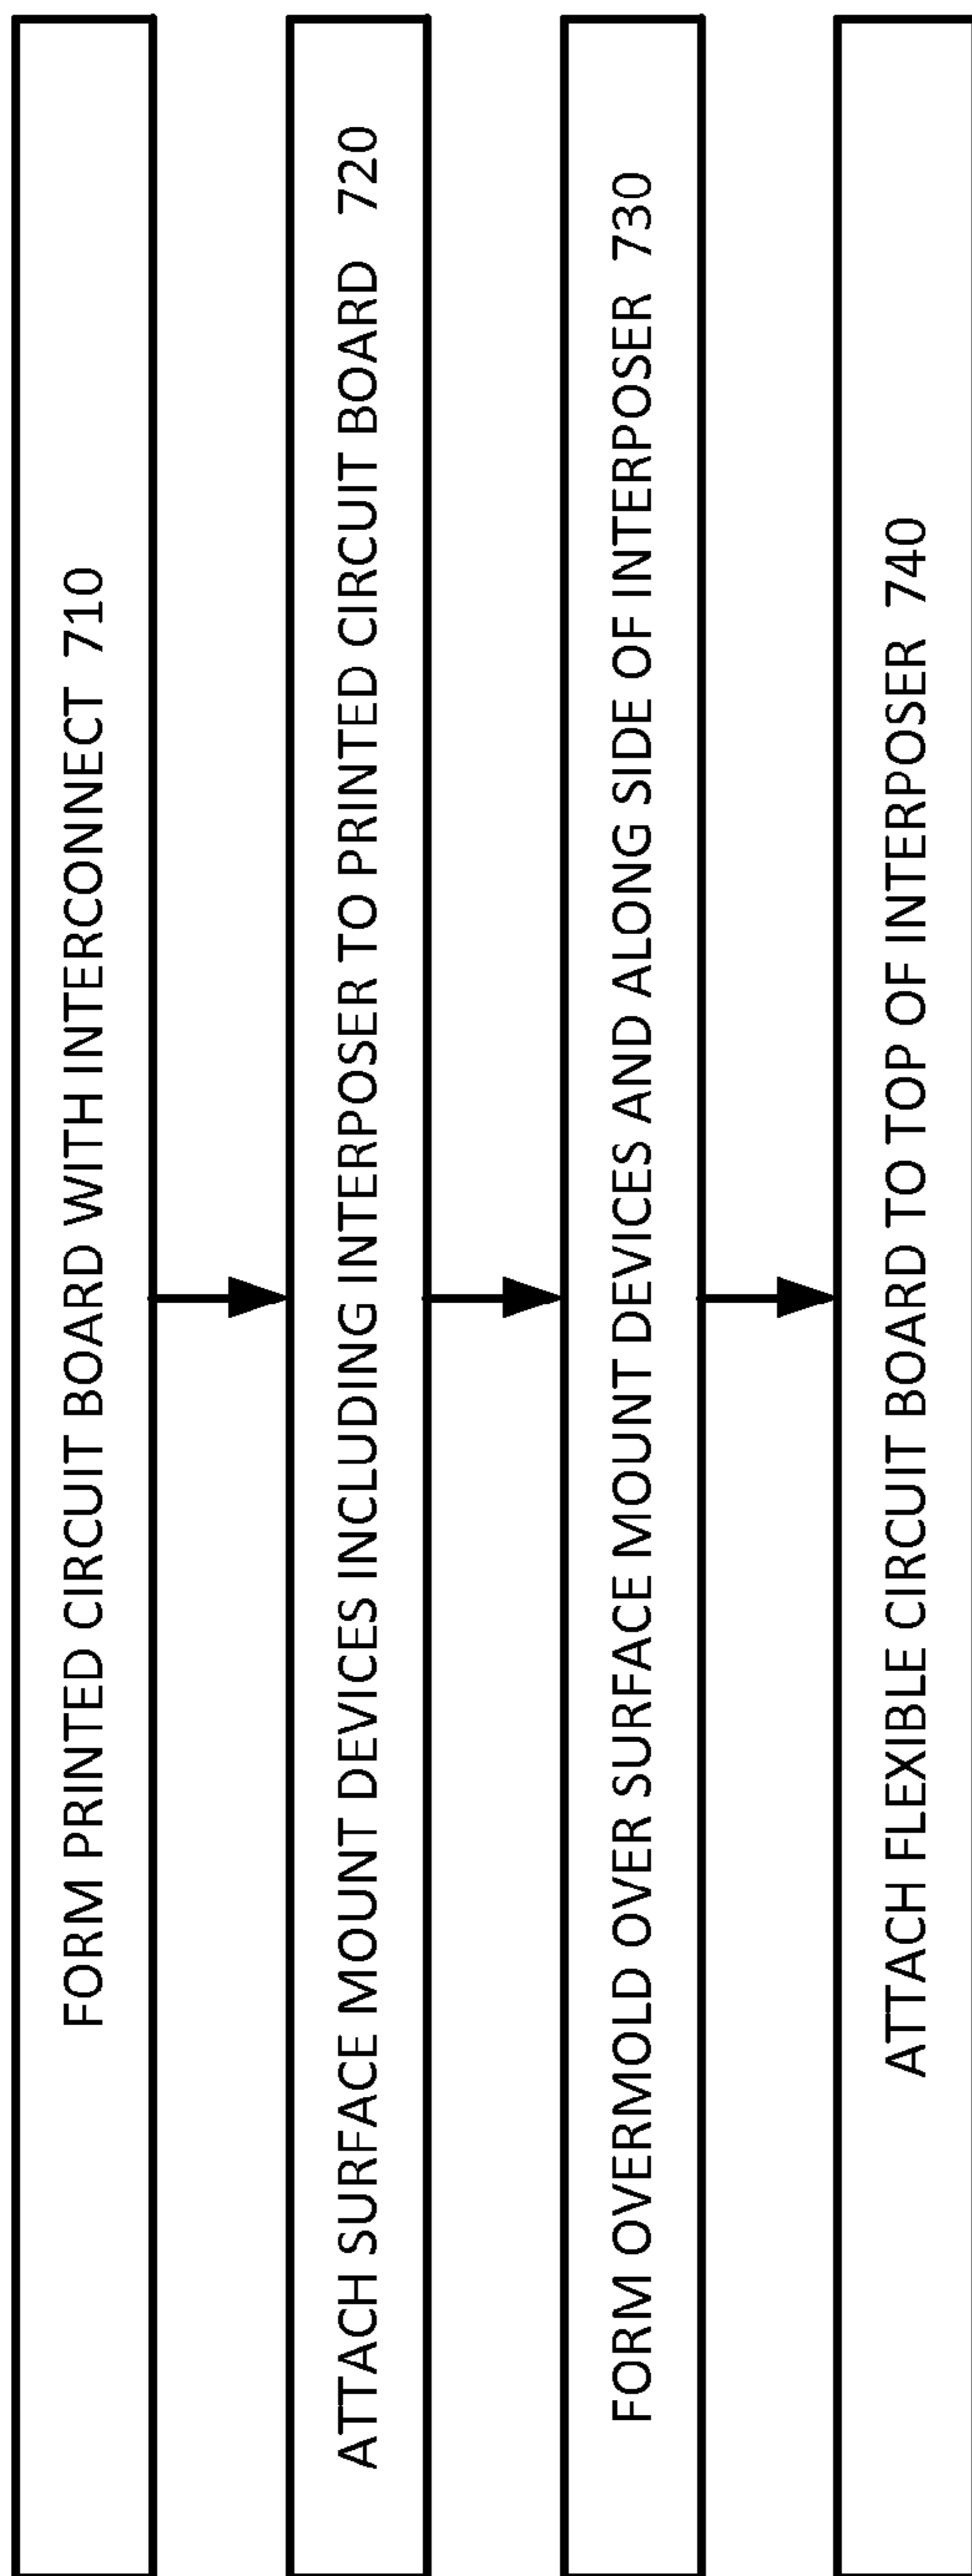 FORM PRINTED CIRCUIT BOARD WITH INTERCONNECT 710
ATTACH SURFACE MOUNT DEVICES INCLUDING INTERPOSER TO PRINTED CIRCUIT BOARD 720
FORM OVERMOLD OVER SURFACE MOUNT DEVICES AND ALONG SIDE OF INTERPOSER 730
ATTACH FLEXIBLE CIRCUIT BOARD TO TOP OF INTERPOSER 740